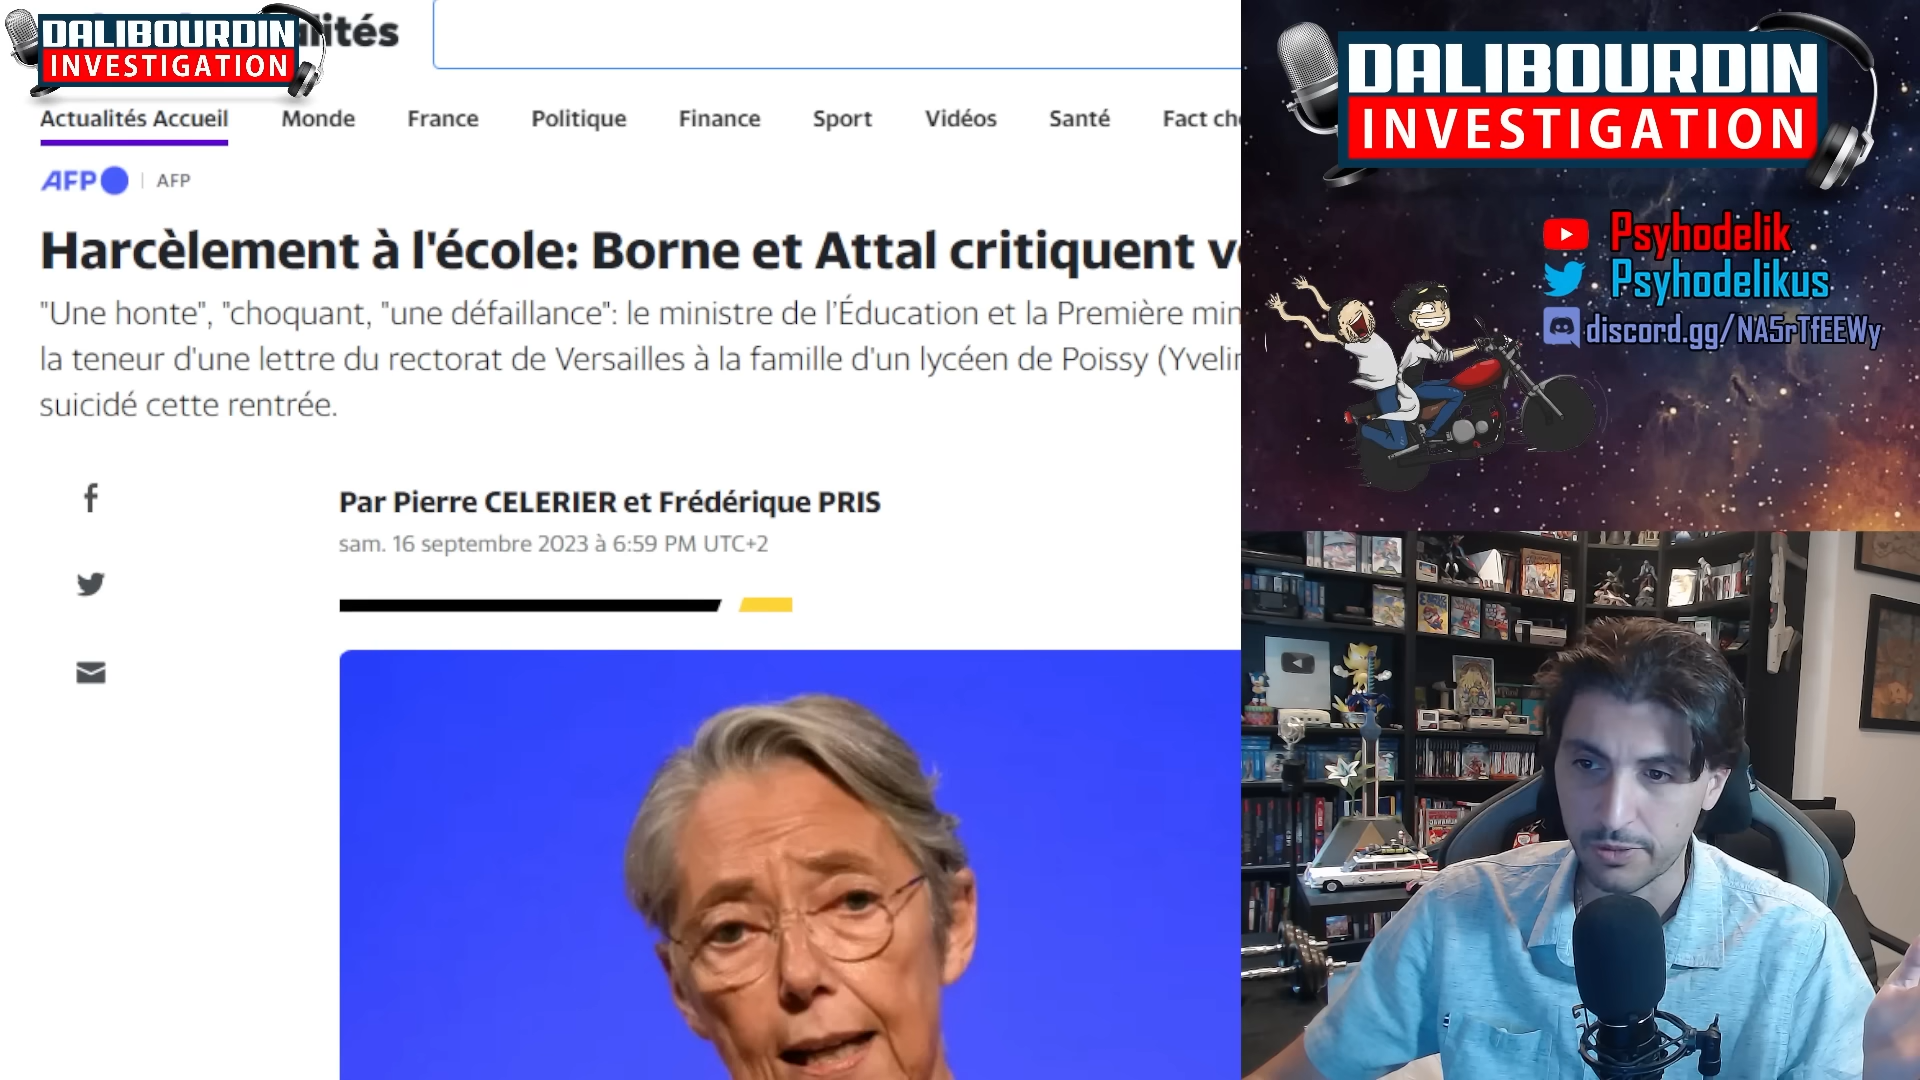 DALIBOURDIN
INVESTIGATION
lités
Actualités Accueil
Monde
France
Politique
Finance
Sport
Vidéos
Santé
Fact
AFP
AFP
Harcèlement à l'école: Borne et Attal critiquent
"Une honte", "choquant, "une défaillance": le ministre de l'Éducation et la Première
la teneur d'une lettre du rectorat de Versailles à la famille d'un lycéen de Poissy
suicidé cette rentrée.
Par Pierre CELERIER et Frédérique PRIS
sam. 16 septembre 2023 à 6:59 PM UTC+2
DALIBOURDIN
INVESTIGATION
Psyhodelik
Psyhodelikus
discord.gg/NA5rTfEEWy